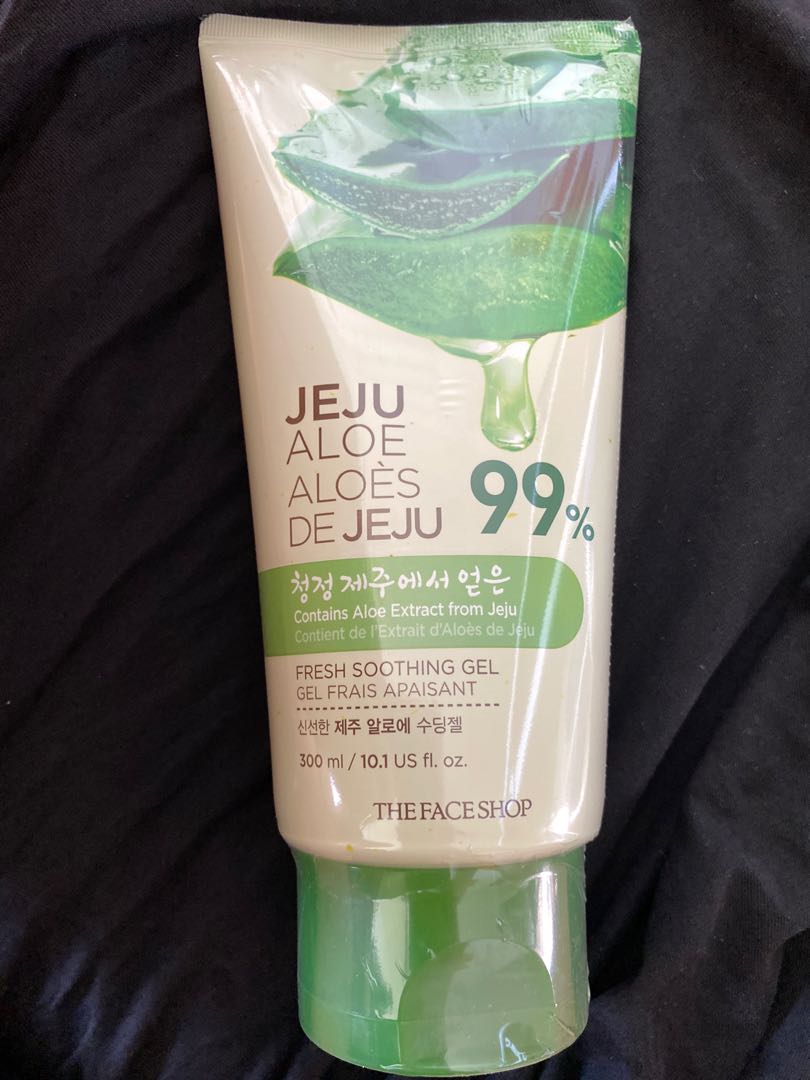 JEJU
ALOE
ALOÈS
DE JEJU
99%
청정 제주에서 얻은
Contains Aloe Extract from Jeju
Contient de l'Extrait d'Aloès de Jeju
FRESH SOOTHING GEL
GEL FRAIS APAISANT
신선한 제주 알로에 수딩젤
300 ml / 10.1 US fl. oz.
THE FACE SHOP